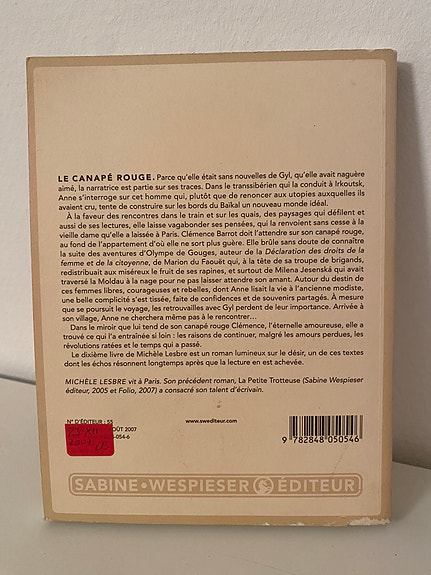 LE CANAPÉ ROUGE. Parce qu'elle était sans nouvelles de Gyl, qu'elle avait naguère
aimé, la narratrice est partie sur ses traces. Dans le transsibérien qui la conduit à Irkoutsk,
Anne s'interroge sur cet homme qui, plutôt que de renoncer aux utopies auxquelles ils
avaient cru, tente de construire sur les bords du Baïkal un nouveau monde idéal.
À la faveur des rencontres dans le train et sur les quais, des paysages qui défilent et
aussi de ses lectures, elle laisse vagabonder ses pensées, qui la renvoient sans cesse à la
vieille dame qu'elle a laissée à Paris. Clémence Barrot doit l'attendre sur son canapé rouge,
au fond de l'appartement d'où elle ne sort plus guère. Elle brûle sans doute de connaître
la suite des aventures d'Olympe de Gouges, auteur de la Déclaration des droits de la
femme et de la citoyenne, de Marion du Faouët qui, à la tête de sa troupe de brigands,
redistribuait aux miséreux le fruit de ses rapines, et surtout de Milena Jesenská qui avait
traversé la Moldau à la nage pour ne pas laisser attendre son amant. Autour du destin de
ces femmes libres, courageuses et rebelles, dont Anne lisait la vie à l'ancienne modiste,
une belle complicité s'est tissée, faite de confidences et de souvenirs partagés. À mesure
que se poursuit le voyage, les retrouvailles avec Gyl perdent de leur importance. Arrivée à
son village, Anne ne cherchera même pas à le rencontrer...
Dans le miroir que lui tend de son canapé rouge Clémence, l'éternelle amoureuse, elle a
trouvé ce qui l'a entraînée si loin : les raisons de continuer, malgré les amours perdues, les
révolutions ratées et le temps qui a passé.
Le dixième livre de Michèle Lesbre est un roman lumineux sur le désir, un de ces textes
dont les échos résonnent longtemps après que la lecture en est achevée.
MICHÈLE LESBRE vit à Paris. Son précédent roman, La Petite Trotteuse (Sabine Wespieser
éditeur, 2005 et Folio, 2007) a consacré son talent d'écrivain.
N° D'ÉDITEUR : 55
AOÛT 2007
-054-6
www.swediteur.com
9 782848 050546
SABINE • WESPIESER ÉDITEUR